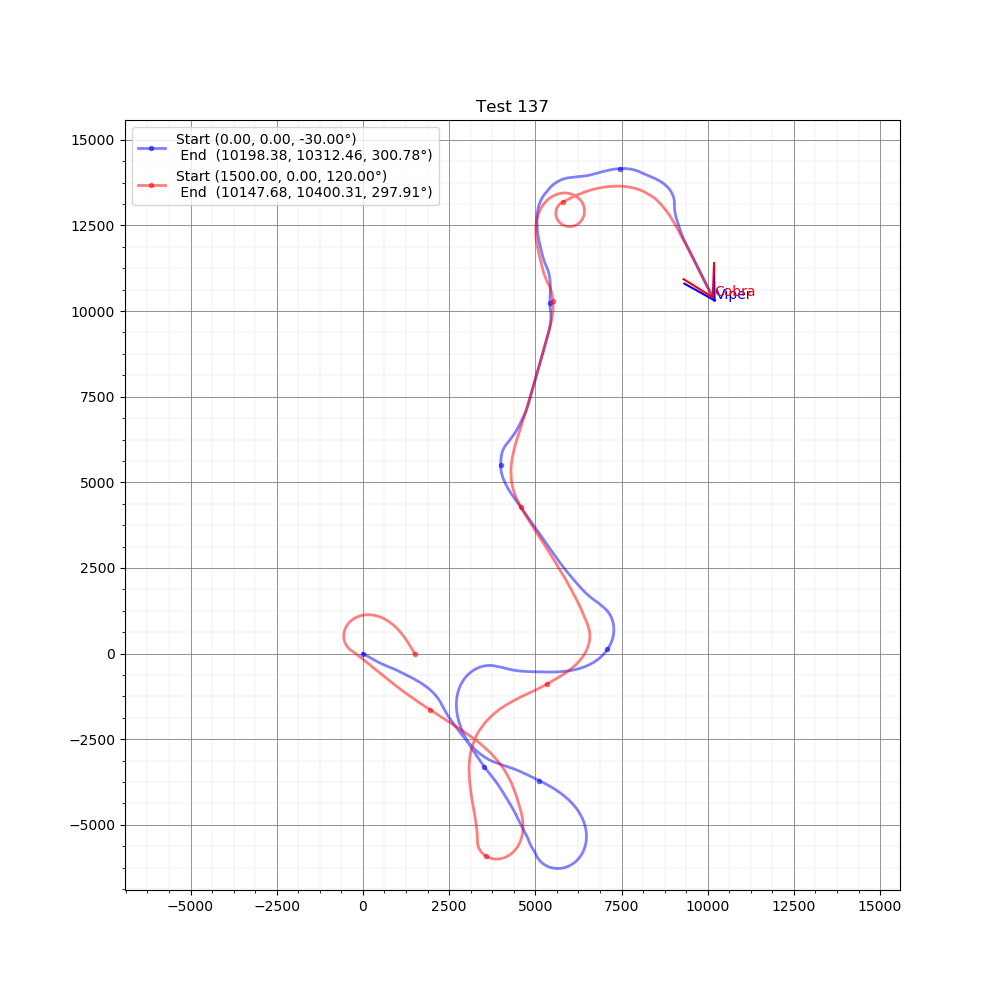 Test 137
Start (0.00, 0.00, -30.00°)
End (10198.38, 10312.46, 300.78°)
Start (1500.00, 0.00, 120.00°)
End (10147.68, 10400.31, 297.91°)
15000
12500
10000
7500
5000
2500
0
−2500
−5000
Cobra
Viper
−5000 −2500 0 2500 5000 7500 10000 12500 15000